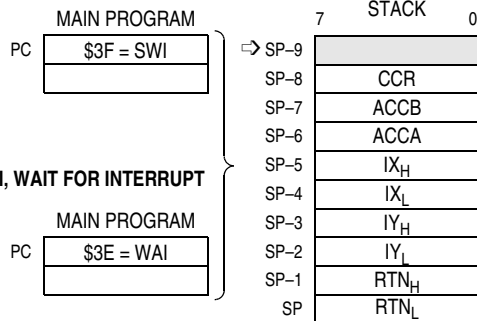 MAIN PROGRAM
PC $3F = SWI
WAIT FOR INTERRUPT
MAIN PROGRAM
PC $3E = WAI
7 STACK 0
SP–9
SP–8 CCR
SP–7 ACCB
SP–6 ACCA
SP–5 IXH
SP–4 IXL
SP–3 IYH
SP–2 IYL
SP–1 RTNH
SP RTNL